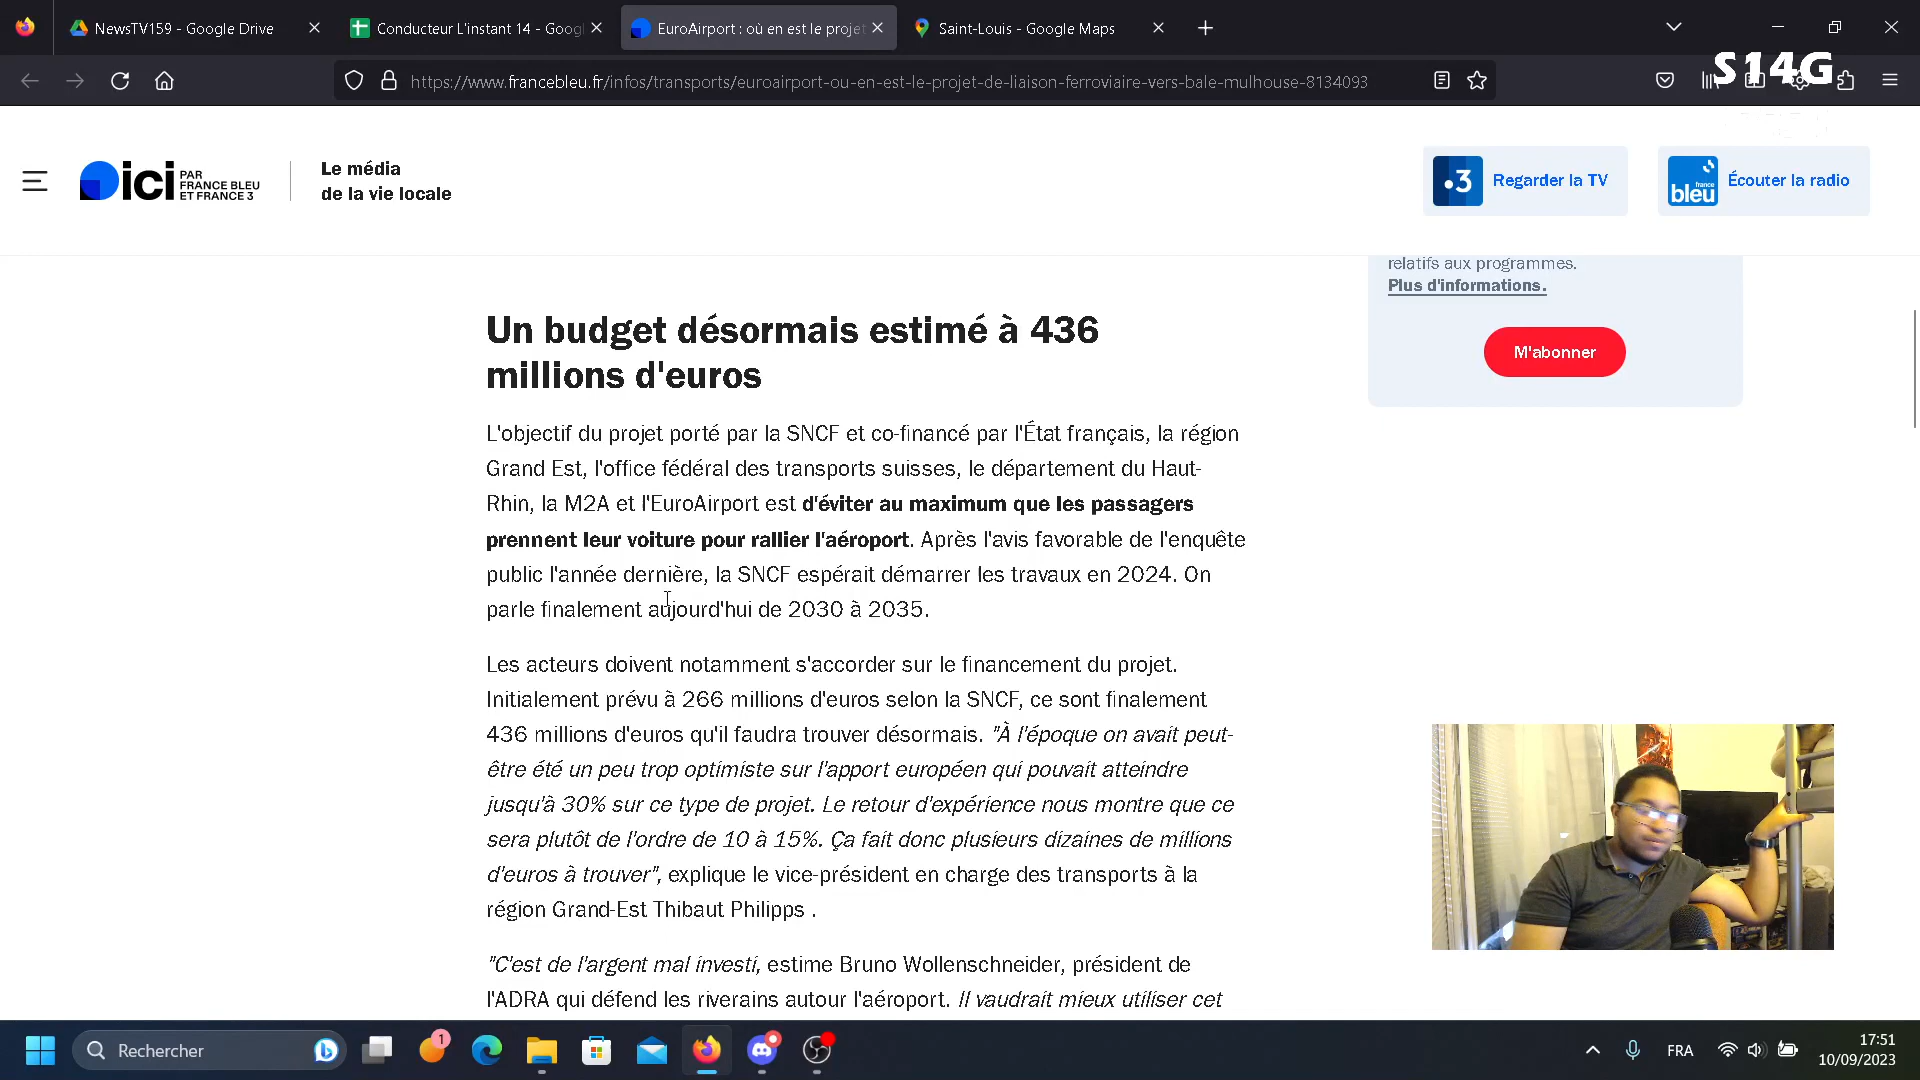 NewsTV159 - Google Drive
Conducteur L'instant 14 - Goog
EuroAirport : où en est le projet
Saint-Louis - Google Maps
https://www.francebleu.fr/infos/transports/euroairport-ou-en-est-le-projet-de-liaison-ferroviaire-vers-bale-mulhouse-8134093
S14G
ici PAR FRANCE BLEU ET FRANCE 3
Le média
de la vie locale
.3 Regarder la TV
france bleu Écouter la radio
relatifs aux programmes.
Plus d'informations.
M'abonner
Un budget désormais estimé à 436
millions d'euros
L'objectif du projet porté par la SNCF et co-financé par l'État français, la région
Grand Est, l'office fédéral des transports suisses, le département du Haut-
Rhin, la M2A et l'EuroAirport est d'éviter au maximum que les passagers
prennent leur voiture pour rallier l'aéroport. Après l'avis favorable de l'enquête
public l'année dernière, la SNCF espérait démarrer les travaux en 2024. On
parle finalement aujourd'hui de 2030 à 2035.
Les acteurs doivent notamment s'accorder sur le financement du projet.
Initialement prévu à 266 millions d'euros selon la SNCF, ce sont finalement
436 millions d'euros qu'il faudra trouver désormais. "À l'époque on avait peut-
être été un peu trop optimiste sur l'apport européen qui pouvait atteindre
jusqu'à 30% sur ce type de projet. Le retour d'expérience nous montre que ce
sera plutôt de l'ordre de 10 à 15%. Ça fait donc plusieurs dizaines de millions
d'euros à trouver", explique le vice-président en charge des transports à la
région Grand-Est Thibaut Philipps .
"C'est de l'argent mal investi, estime Bruno Wollenschneider, président de
l'ADRA qui défend les riverains autour l'aéroport. Il vaudrait mieux utiliser cet
Rechercher
1
FRA
17:51
10/09/2023